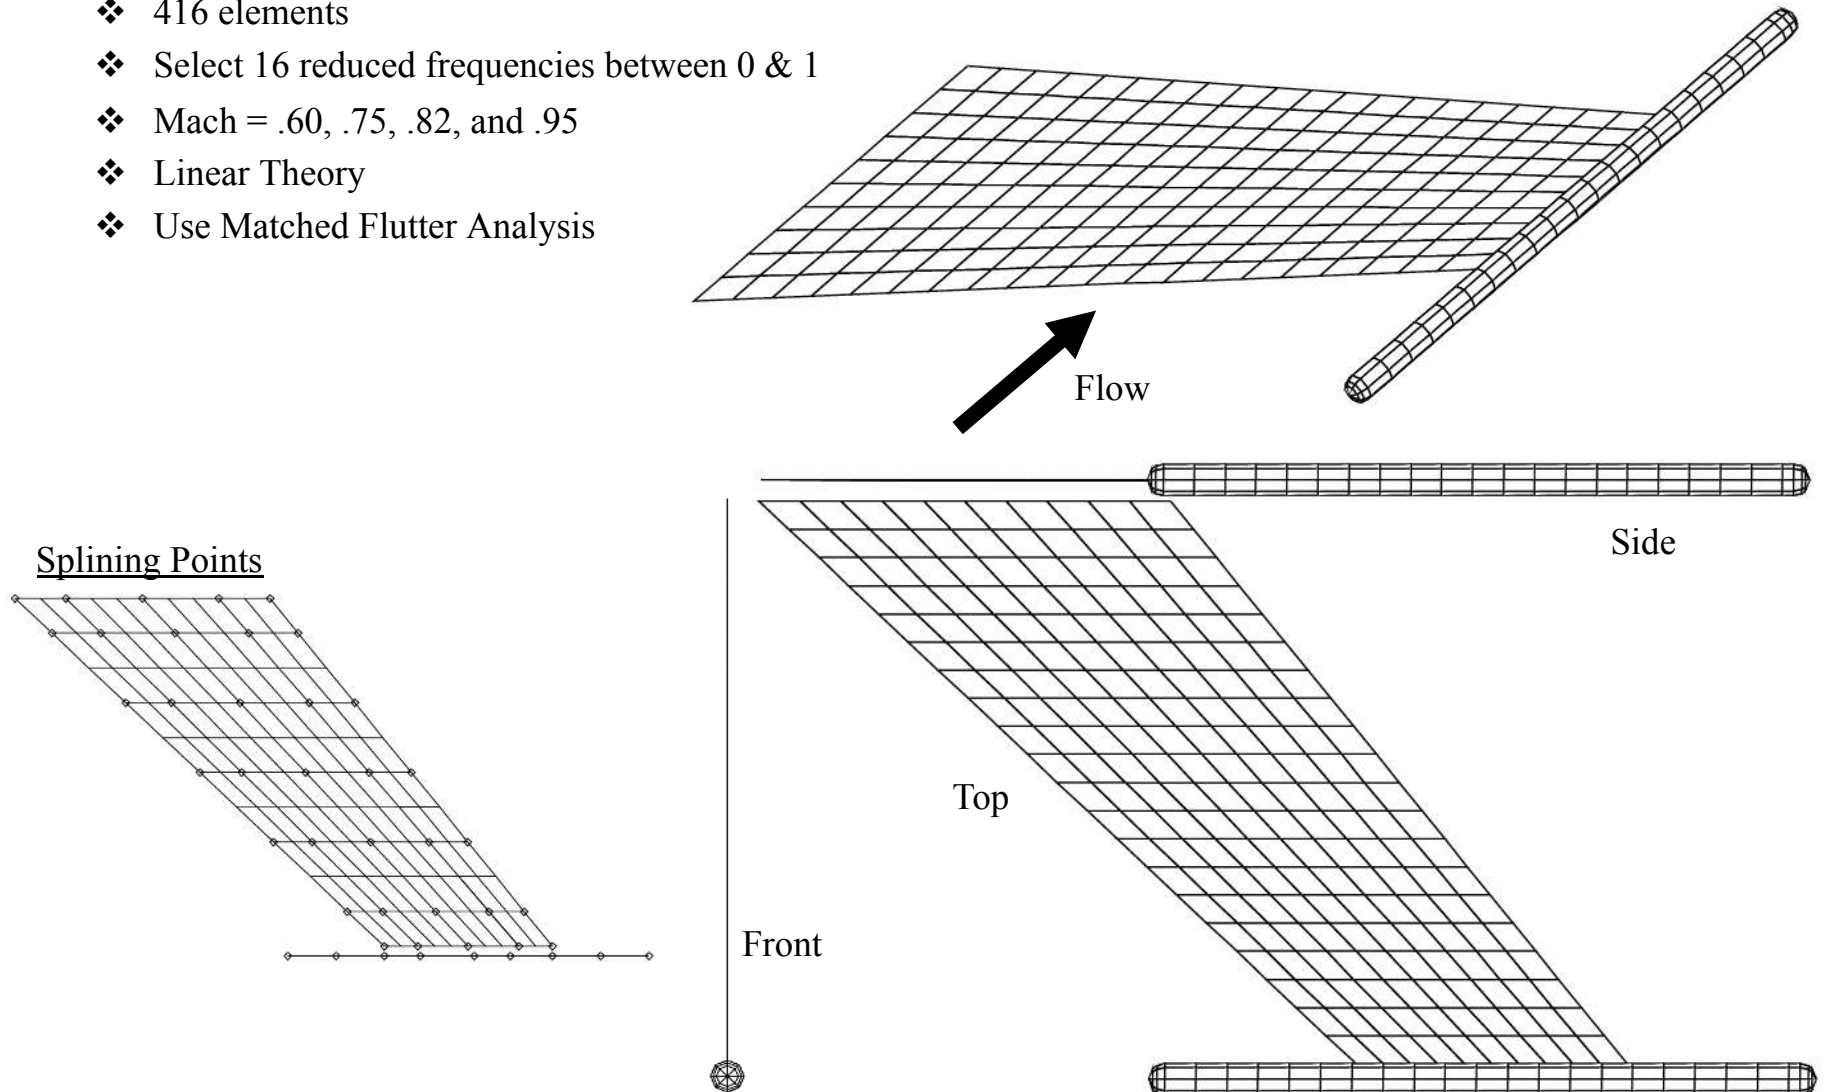 ❖ 416 elements
❖ Select 16 reduced frequencies between 0 & 1
❖ Mach = .60, .75, .82, and .95
❖ Linear Theory
❖ Use Matched Flutter Analysis
Flow
Side
Splining Points
Top
Front